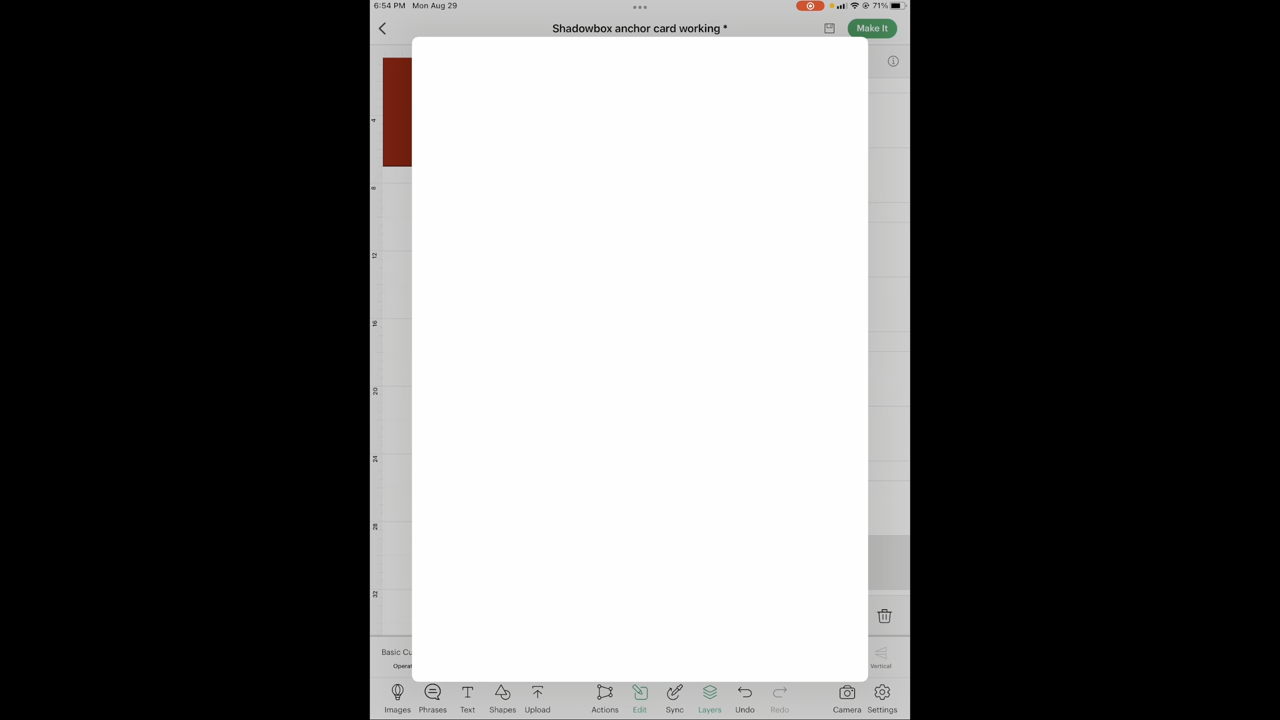 6:54 PM Mon Aug 29
71%
Shadowbox anchor card working *
Make It
4
8
12
16
20
24
28
32
Basic Cu
Operat
Vertical
Images Phrases Text Shapes Upload Actions Edit Sync Layers Undo Redo Camera Settings